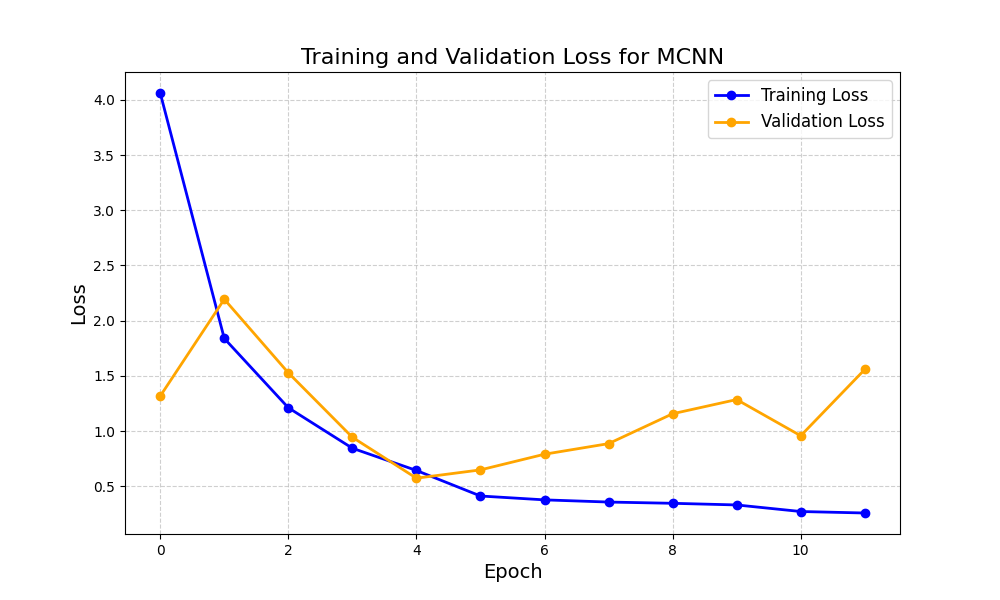 Training and Validation Loss for MCNN
Training Loss
Validation Loss
4.0
3.5
3.0
2.5
2.0
1.5
1.0
0.5
Loss
0 2 4 6 8 10
Epoch